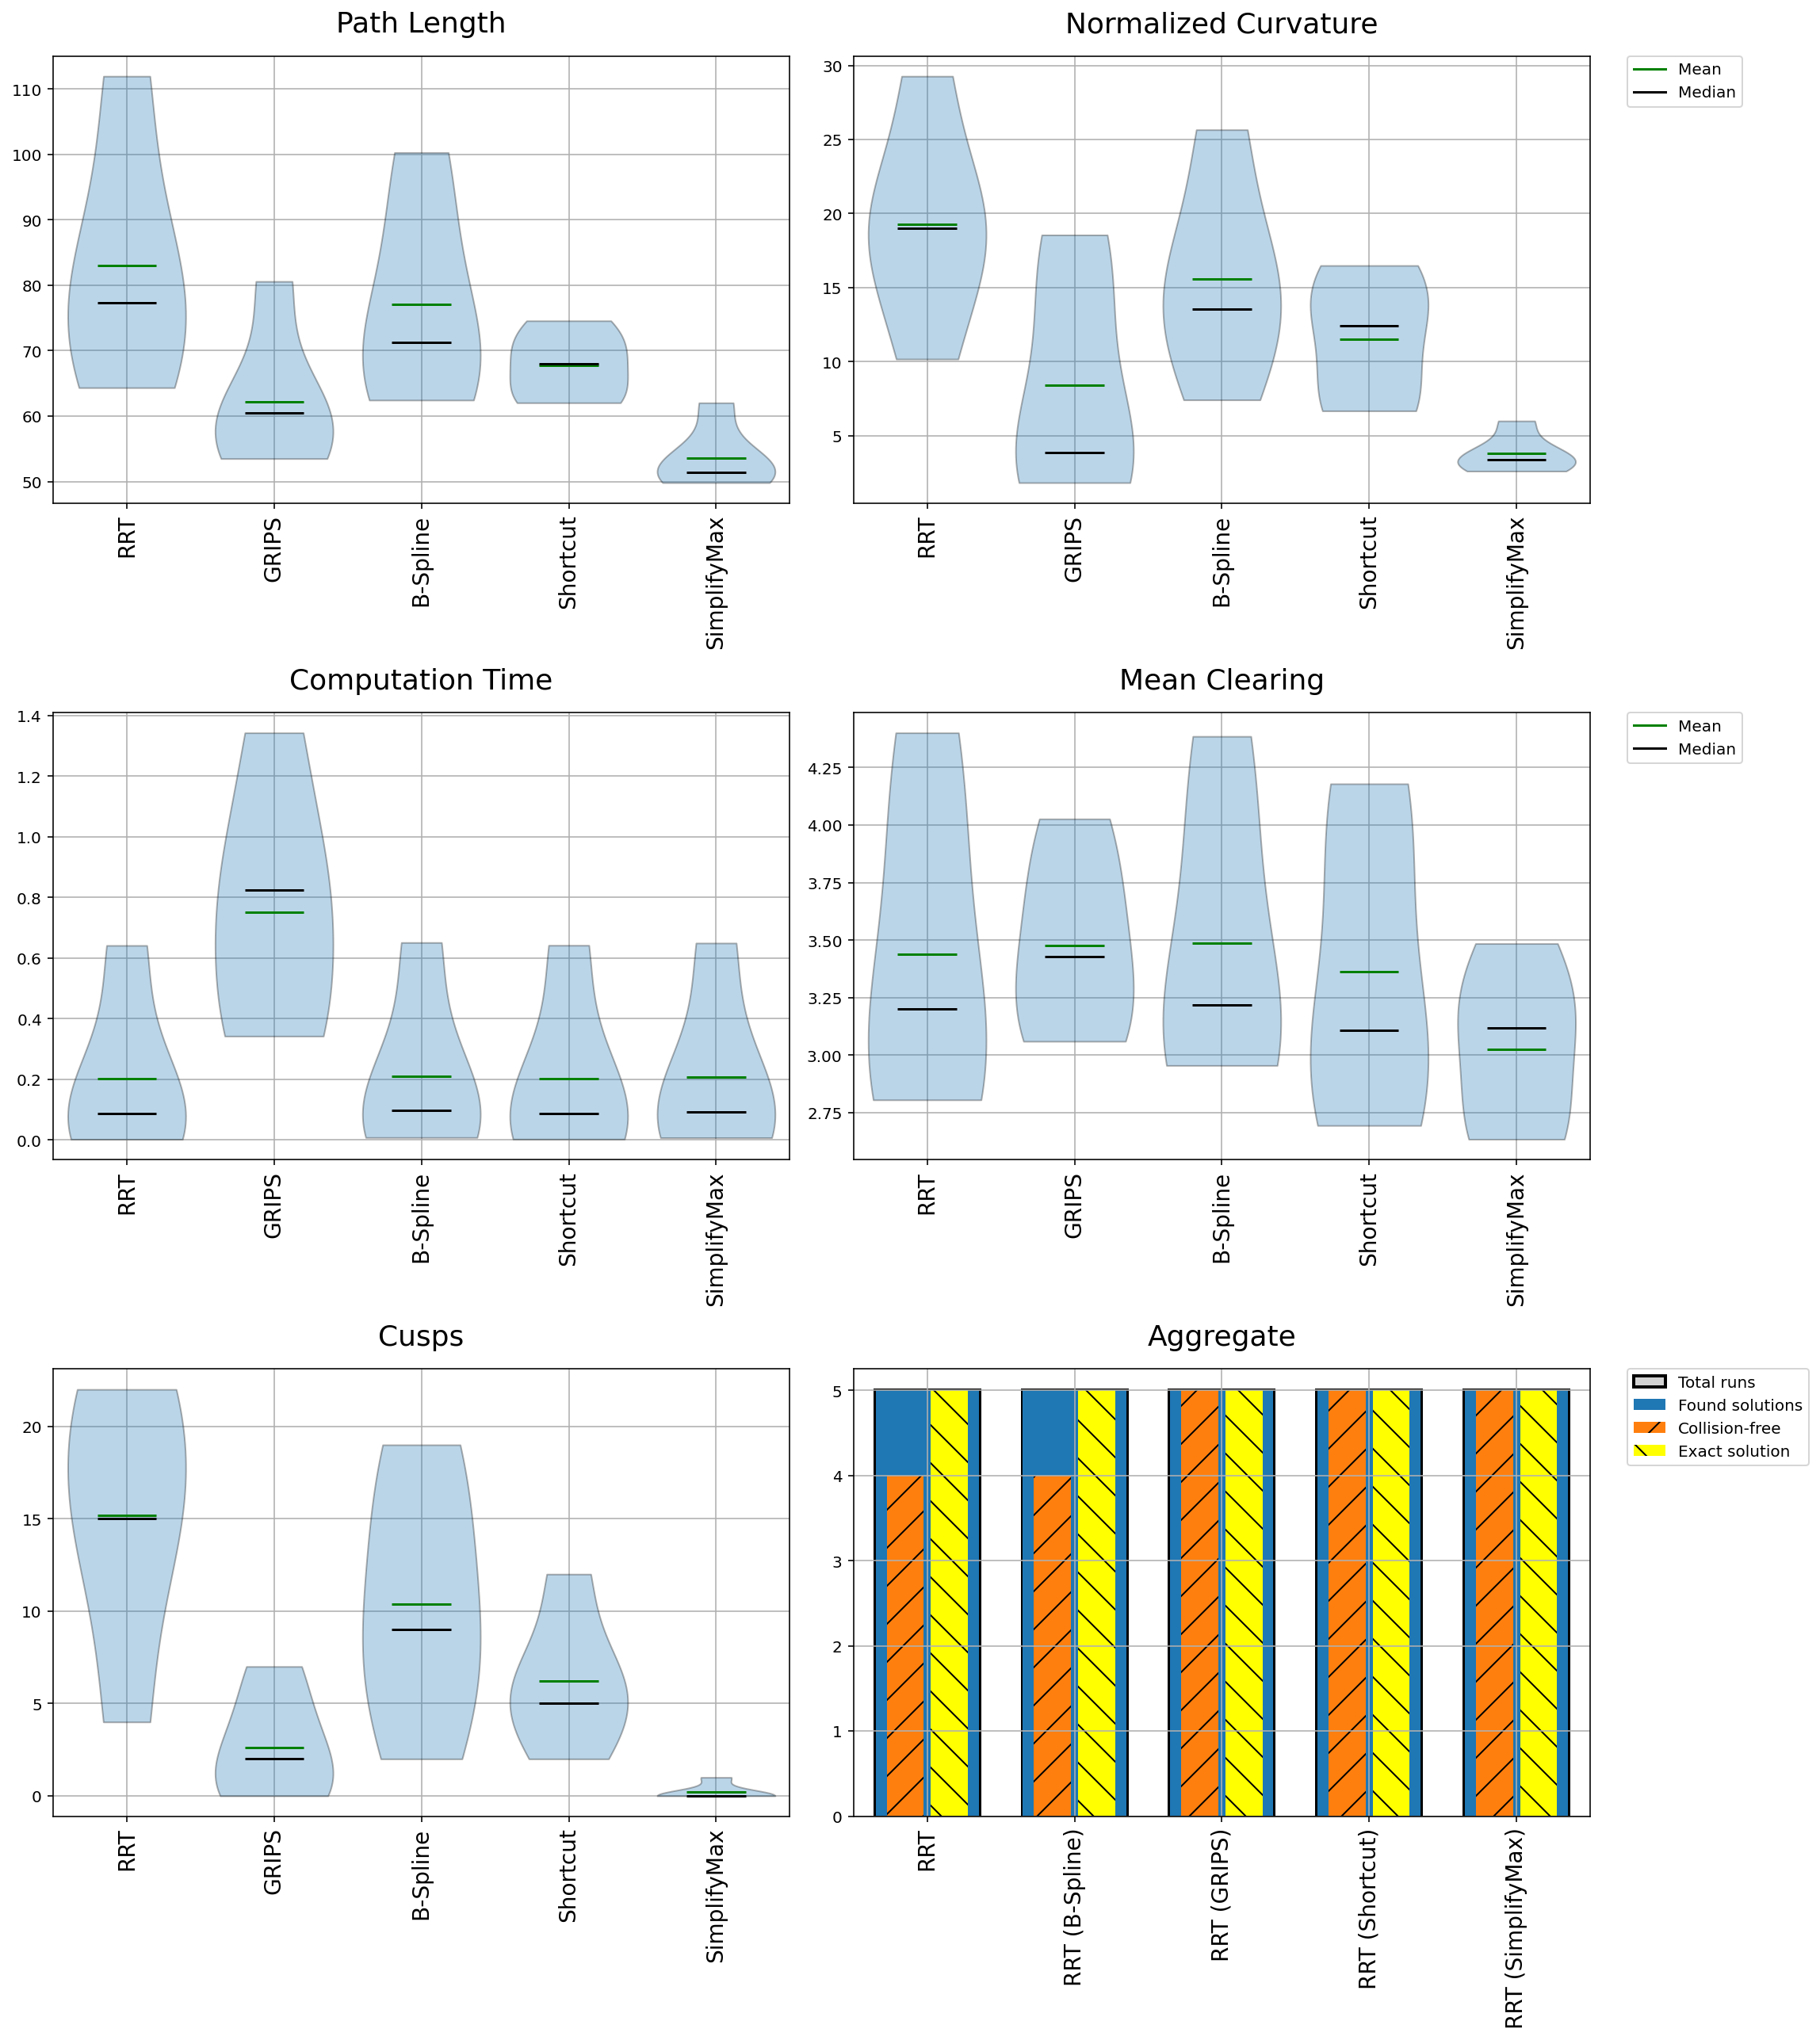 Path Length
110
100
90
80
70
60
50
RRT
GRIPS
B-Spline
Shortcut
SimplifyMax
Normalized Curvature
30
25
20
15
10
5
RRT
GRIPS
B-Spline
Shortcut
SimplifyMax
Mean
Median
Computation Time
1.4
1.2
1.0
0.8
0.6
0.4
0.2
0.0
RRT
GRIPS
B-Spline
Shortcut
SimplifyMax
Mean Clearing
4.25
4.00
3.75
3.50
3.25
3.00
2.75
RRT
GRIPS
B-Spline
Shortcut
SimplifyMax
Mean
Median
Cusps
20
15
10
5
0
RRT
GRIPS
B-Spline
Shortcut
SimplifyMax
Aggregate
5
4
3
2
1
0
RRT
RRT (B-Spline)
RRT (GRIPS)
RRT (Shortcut)
RRT (SimplifyMax)
Total runs
Found solutions
Collision-free
Exact solution